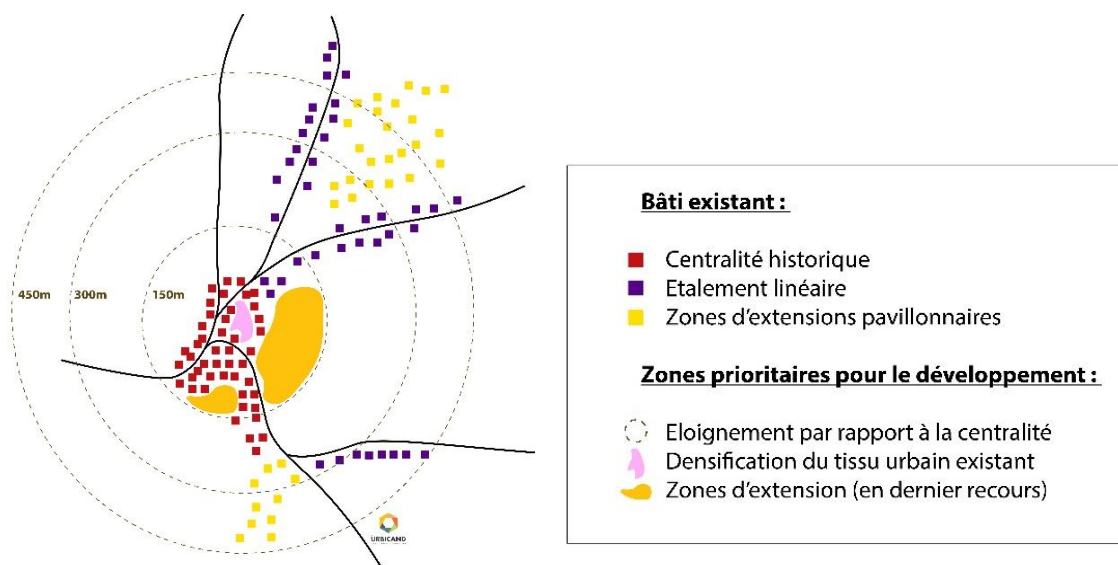 450m 300m 150m
URBICAND
Bâti existant :
Centralité historique
Etalement linéaire
Zones d'extensions pavillonnaires
Zones prioritaires pour le développement :
Eloignement par rapport à la centralité
Densification du tissu urbain existant
Zones d'extension (en dernier recours)